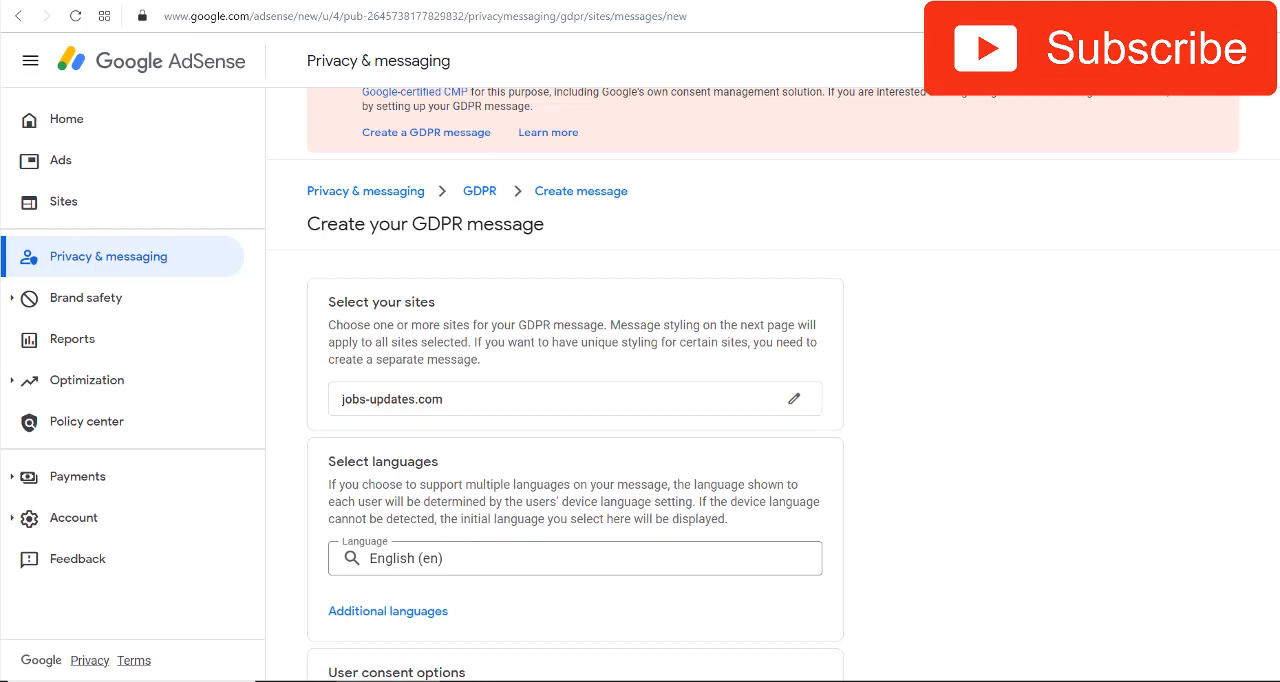 www.google.com/adsense/new/u/4/pub-2645738177829832/privacymessaging/gdpr/sites/messages/new
Subscribe
Google AdSense
Privacy & messaging
Google-certified CMP for this purpose, including Google's own consent management solution. If you are interested
by setting up your GDPR message.
Create a GDPR message Learn more
Home
Ads
Sites
Privacy & messaging
Brand safety
Reports
Optimization
Policy center
Payments
Account
Feedback
Google Privacy Terms
Privacy & messaging GDPR Create message
Create your GDPR message
Select your sites
Choose one or more sites for your GDPR message. Message styling on the next page will
apply to all sites selected. If you want to have unique styling for certain sites, you need to
create a separate message.
jobs-updates.com
Select languages
If you choose to support multiple languages on your message, the language shown to
each user will be determined by the users' device language setting. If the device language
cannot be detected, the initial language you select here will be displayed.
Language
English (en)
Additional languages
User consent options